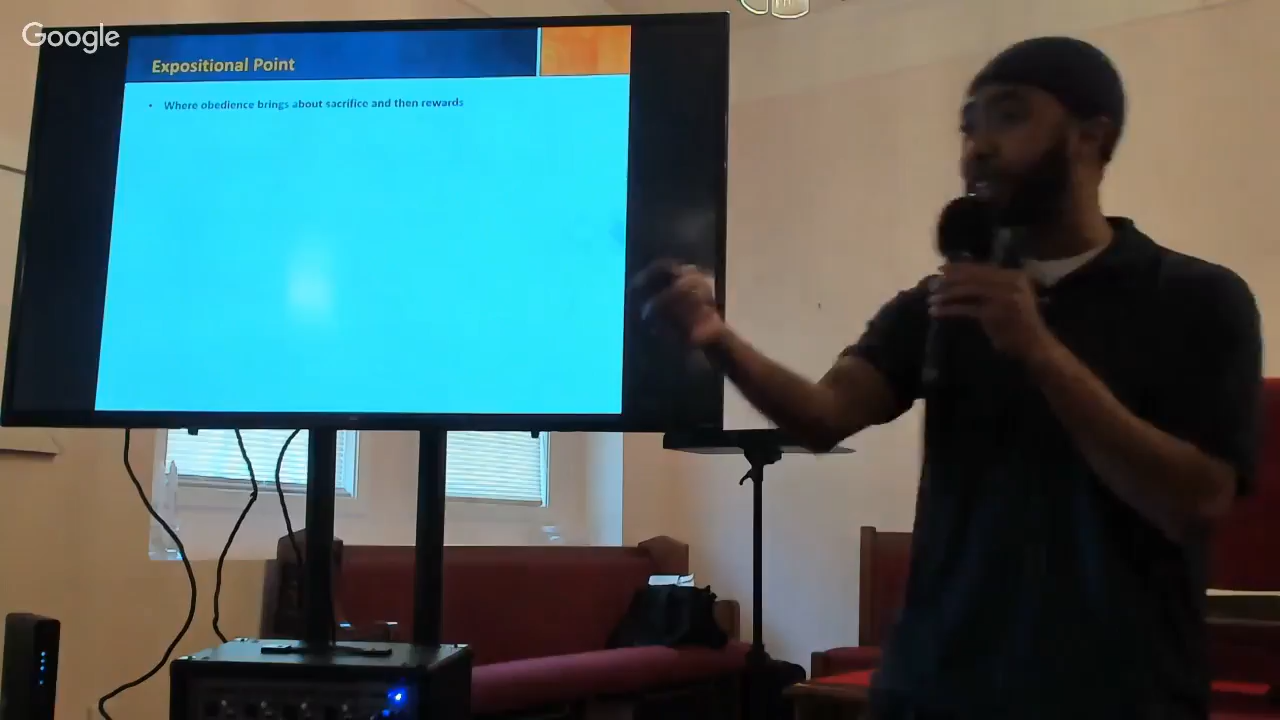 Google
Expositional Point
• Where obedience brings about sacrifice and then rewards